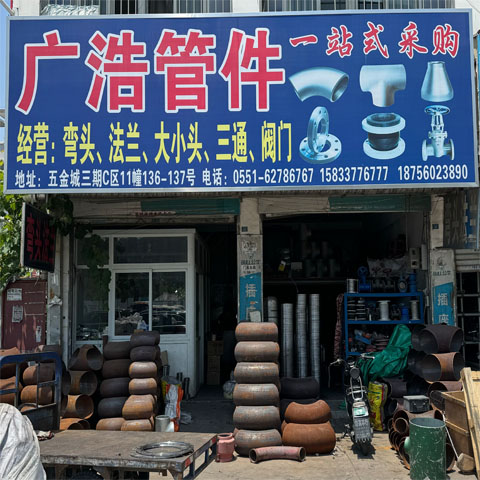 广浩管件
一站式采购
经营：弯头、法兰、大小头、三通、阀门
地址：五金城三期C区11幢136-137号 电话：0551-62786767 15833776777 18756023890
插
插座